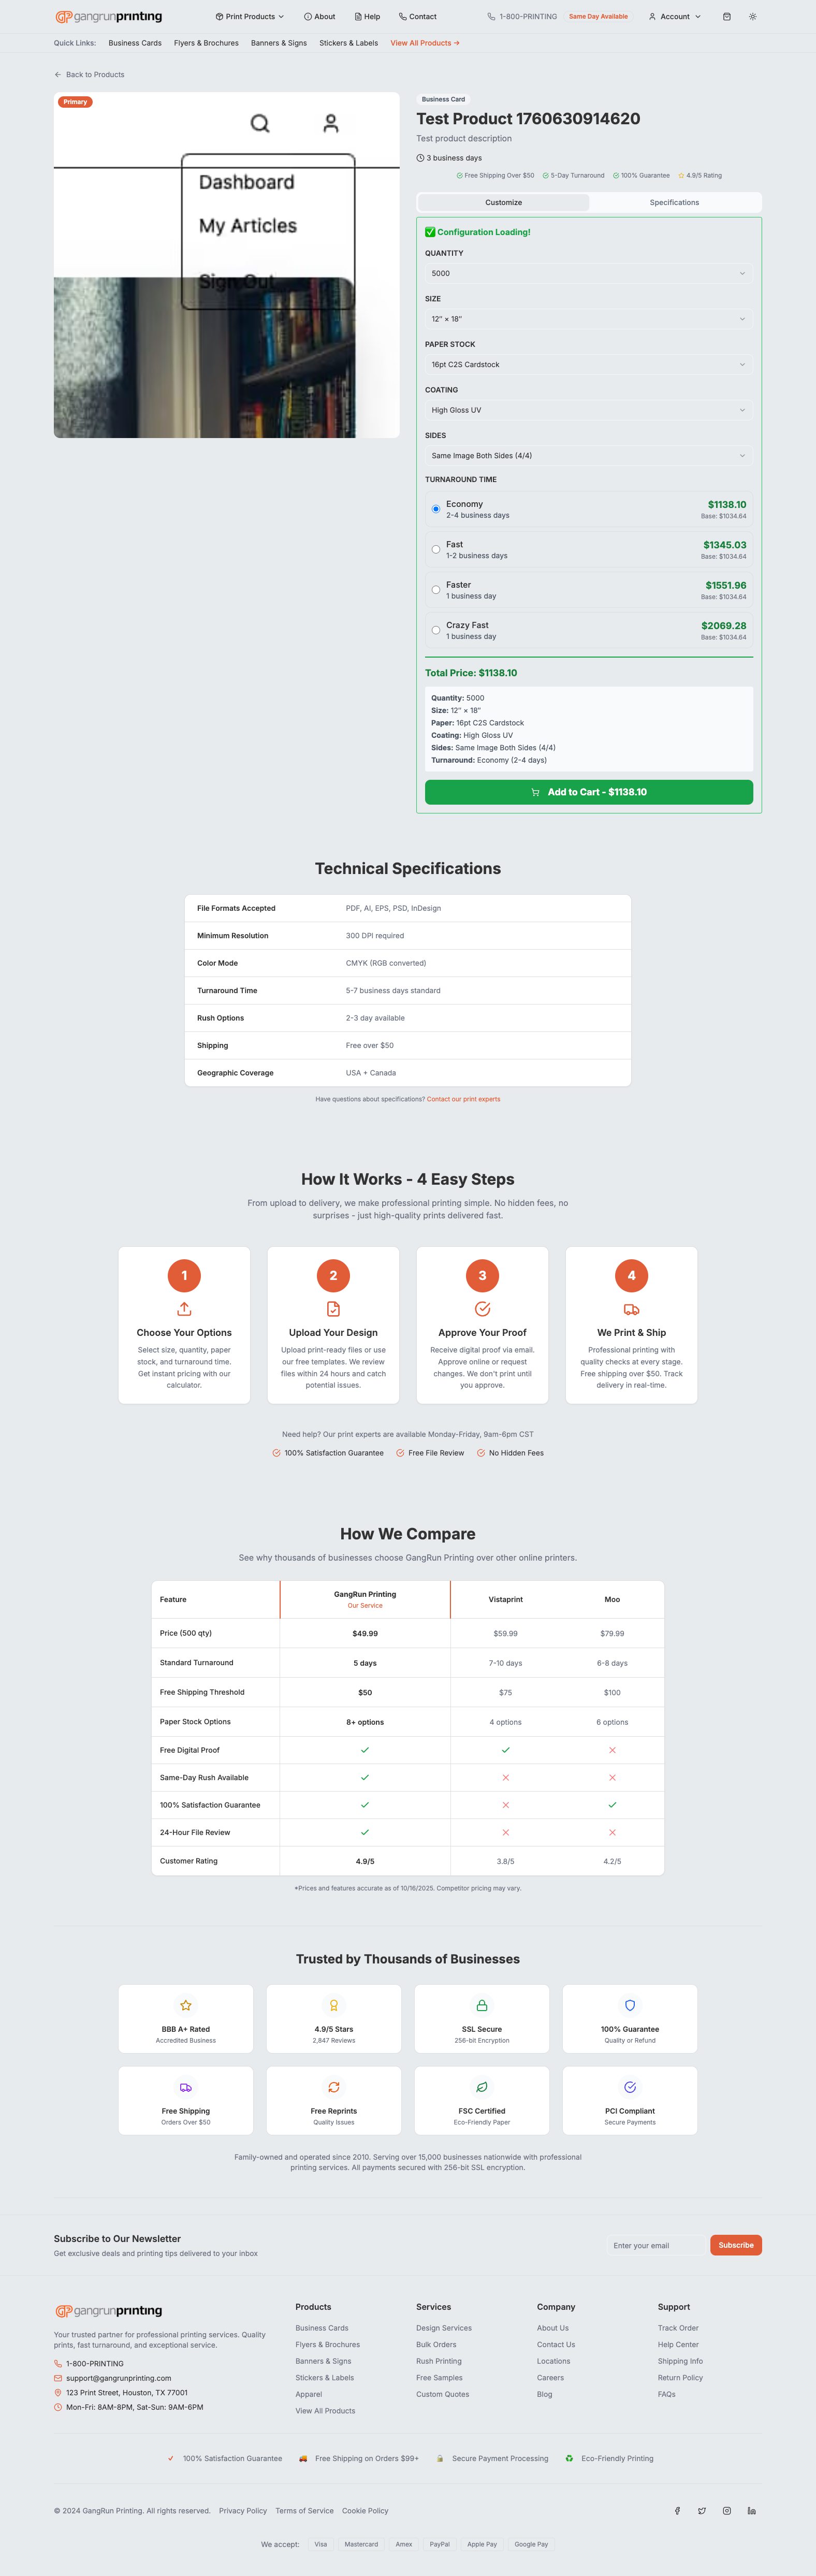 gangrunprinting
Print Products
About
Help
Contact
1-800-PRINTING
Same Day Available
Account
Quick Links:
Business Cards
Flyers & Brochures
Banners & Signs
Stickers & Labels
View All Products →
Back to Products
Primary
Dashboard
My Articles
Sign Out
Business Card
Test Product 1760630914620
Test product description
3 business days
Free Shipping Over $50
5-Day Turnaround
100% Guarantee
4.9/5 Rating
Customize
Specifications
✅ Configuration Loading!
QUANTITY
5000
SIZE
12″ × 18″
PAPER STOCK
16pt C2S Cardstock
COATING
High Gloss UV
SIDES
Same Image Both Sides (4/4)
TURNAROUND TIME
Economy
2-4 business days
$1138.10
Base: $1034.64
Fast
1-2 business days
$1345.03
Base: $1034.64
Faster
1 business day
$1551.96
Base: $1034.64
Crazy Fast
1 business day
$2069.28
Base: $1034.64
Total Price: $1138.10
Quantity: 5000
Size: 12″ × 18″
Paper: 16pt C2S Cardstock
Coating: High Gloss UV
Sides: Same Image Both Sides (4/4)
Turnaround: Economy (2-4 days)
Add to Cart - $1138.10
Technical Specifications
File Formats Accepted
PDF, AI, EPS, PSD, InDesign
Minimum Resolution
300 DPI required
Color Mode
CMYK (RGB converted)
Turnaround Time
5-7 business days standard
Rush Options
2-3 day available
Shipping
Free over $50
Geographic Coverage
USA + Canada
Have questions about specifications? Contact our print experts
How It Works - 4 Easy Steps
From upload to delivery, we make professional printing simple. No hidden fees, no
surprises - just high-quality prints delivered fast.
1
Choose Your Options
Select size, quantity, paper
stock, and turnaround time.
Get instant pricing with our
calculator.
2
Upload Your Design
Upload print-ready files or use
our free templates. We review
files within 24 hours and catch
potential issues.
3
Approve Your Proof
Receive digital proof via email.
Approve online or request
changes. We don't print until
you approve.
4
We Print & Ship
Professional printing with
quality checks at every stage.
Free shipping over $50. Track
delivery in real-time.
Need help? Our print experts are available Monday-Friday, 9am-6pm CST
100% Satisfaction Guarantee
Free File Review
No Hidden Fees
How We Compare
See why thousands of businesses choose GangRun Printing over other online printers.
Feature
GangRun Printing
Our Service
Vistaprint
Moo
Price (500 qty)
$49.99
$59.99
$79.99
Standard Turnaround
5 days
7-10 days
6-8 days
Free Shipping Threshold
$50
$75
$100
Paper Stock Options
8+ options
4 options
6 options
Free Digital Proof
Same-Day Rush Available
100% Satisfaction Guarantee
24-Hour File Review
Customer Rating
4.9/5
3.8/5
4.2/5
*Prices and features accurate as of 10/16/2025. Competitor pricing may vary.
Trusted by Thousands of Businesses
BBB A+ Rated
Accredited Business
4.9/5 Stars
2,847 Reviews
SSL Secure
256-bit Encryption
100% Guarantee
Quality or Refund
Free Shipping
Orders Over $50
Free Reprints
Quality Issues
FSC Certified
Eco-Friendly Paper
PCI Compliant
Secure Payments
Family-owned and operated since 2010. Serving over 15,000 businesses nationwide with professional
printing services. All payments secured with 256-bit SSL encryption.
Subscribe to Our Newsletter
Get exclusive deals and printing tips delivered to your inbox
Enter your email
Subscribe
gangrunprinting
Your trusted partner for professional printing services. Quality
prints, fast turnaround, and exceptional service.
1-800-PRINTING
support@gangrunprinting.com
123 Print Street, Houston, TX 77001
Mon-Fri: 8AM-8PM, Sat-Sun: 9AM-6PM
Products
Business Cards
Flyers & Brochures
Banners & Signs
Stickers & Labels
Apparel
View All Products
Services
Design Services
Bulk Orders
Rush Printing
Free Samples
Custom Quotes
Company
About Us
Contact Us
Locations
Careers
Blog
Support
Track Order
Help Center
Shipping Info
Return Policy
FAQs
100% Satisfaction Guarantee
Free Shipping on Orders $99+
Secure Payment Processing
Eco-Friendly Printing
© 2024 GangRun Printing. All rights reserved.
Privacy Policy
Terms of Service
Cookie Policy
We accept:
Visa
Mastercard
Amex
PayPal
Apple Pay
Google Pay